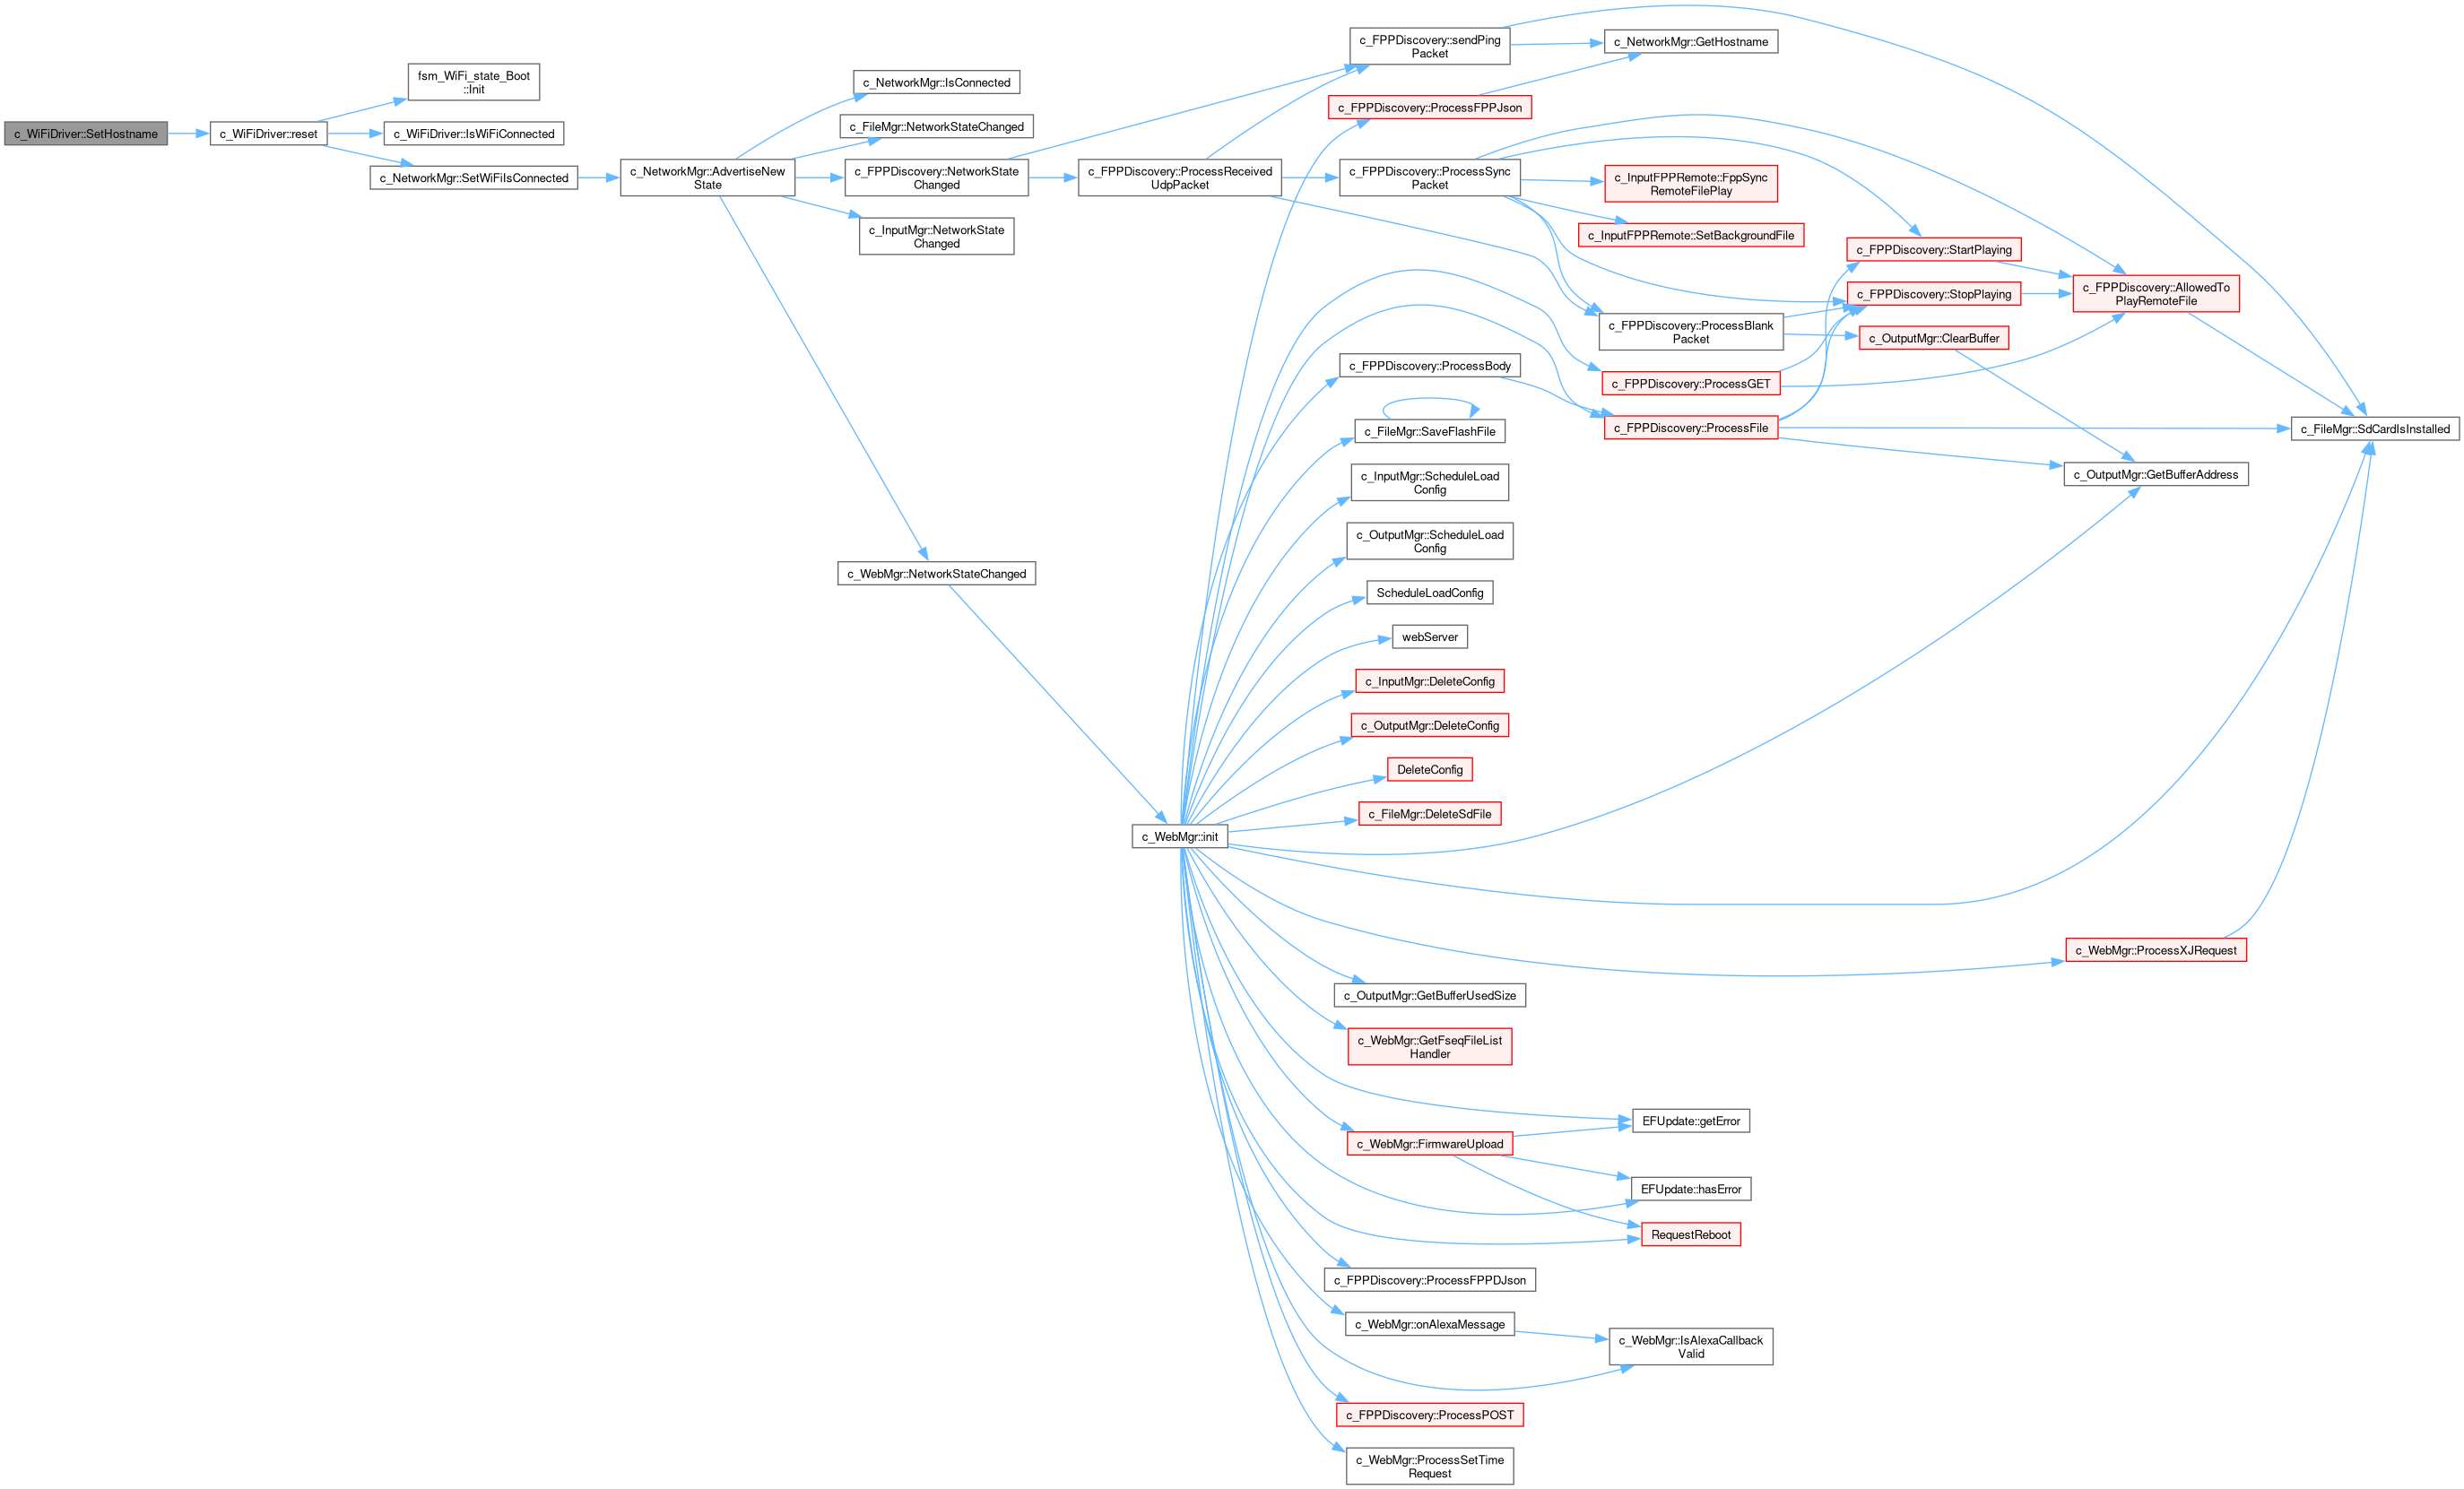 c_WiFiDriver::SetHostname
c_WiFiDriver::reset
fsm_WiFi_state_Boot
::Init
c_WiFiDriver::IsWiFiConnected
c_NetworkMgr::SetWiFiIsConnected
c_NetworkMgr::AdvertiseNew
State
c_NetworkMgr::IsConnected
c_FileMgr::NetworkStateChanged
c_FPPDiscovery::NetworkState
Changed
c_InputMgr::NetworkState
Changed
c_WebMgr::NetworkStateChanged
c_FPPDiscovery::ProcessReceived
UdpPacket
c_WebMgr::init
c_FPPDiscovery::sendPing
Packet
c_FPPDiscovery::ProcessFPPJson
c_FPPDiscovery::ProcessSync
Packet
c_FPPDiscovery::ProcessBody
c_FileMgr::SaveFlashFile
c_InputMgr::ScheduleLoad
Config
c_OutputMgr::ScheduleLoad
Config
ScheduleLoadConfig
webServer
c_InputMgr::DeleteConfig
c_OutputMgr::DeleteConfig
DeleteConfig
c_FileMgr::DeleteSdFile
c_OutputMgr::GetBufferUsedSize
c_WebMgr::GetFseqFileList
Handler
c_WebMgr::FirmwareUpload
c_FPPDiscovery::ProcessFPPDJson
c_WebMgr::onAlexaMessage
c_FPPDiscovery::ProcessPOST
c_WebMgr::ProcessSetTime
Request
c_NetworkMgr::GetHostname
c_InputFPPRemote::FppSync
RemoteFilePlay
c_InputFPPRemote::SetBackgroundFile
c_FPPDiscovery::ProcessBlank
Packet
c_FPPDiscovery::ProcessGET
c_FPPDiscovery::ProcessFile
EFUpdate::getError
EFUpdate::hasError
RequestReboot
c_WebMgr::IsAlexaCallback
Valid
c_FPPDiscovery::StartPlaying
c_FPPDiscovery::StopPlaying
c_OutputMgr::ClearBuffer
c_FPPDiscovery::AllowedTo
PlayRemoteFile
c_OutputMgr::GetBufferAddress
c_WebMgr::ProcessXJRequest
c_FileMgr::SdCardIsInstalled